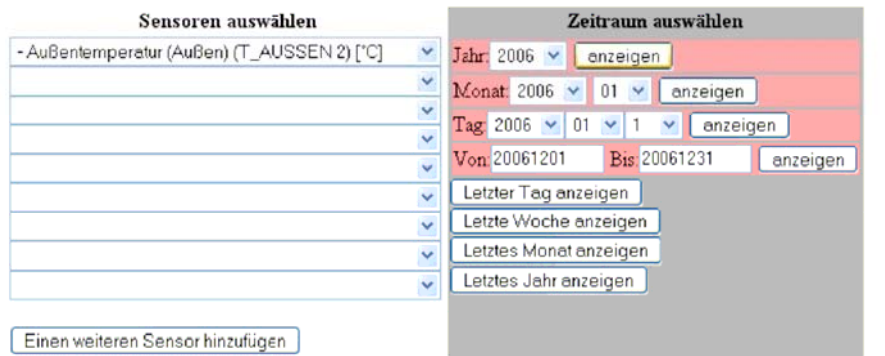 Sensoren auswählen
- Außentemperatur (Außen) (T_AUSSEN 2) [°C]
Einen weiteren Sensor hinzufügen
Zeitraum auswählen
Jahr: 2006 anzeigen
Monat: 2006 01 anzeigen
Tag: 2006 01 1 anzeigen
Von: 20061201 Bis: 20061231 anzeigen
Letzter Tag anzeigen
Letzte Woche anzeigen
Letztes Monat anzeigen
Letztes Jahr anzeigen